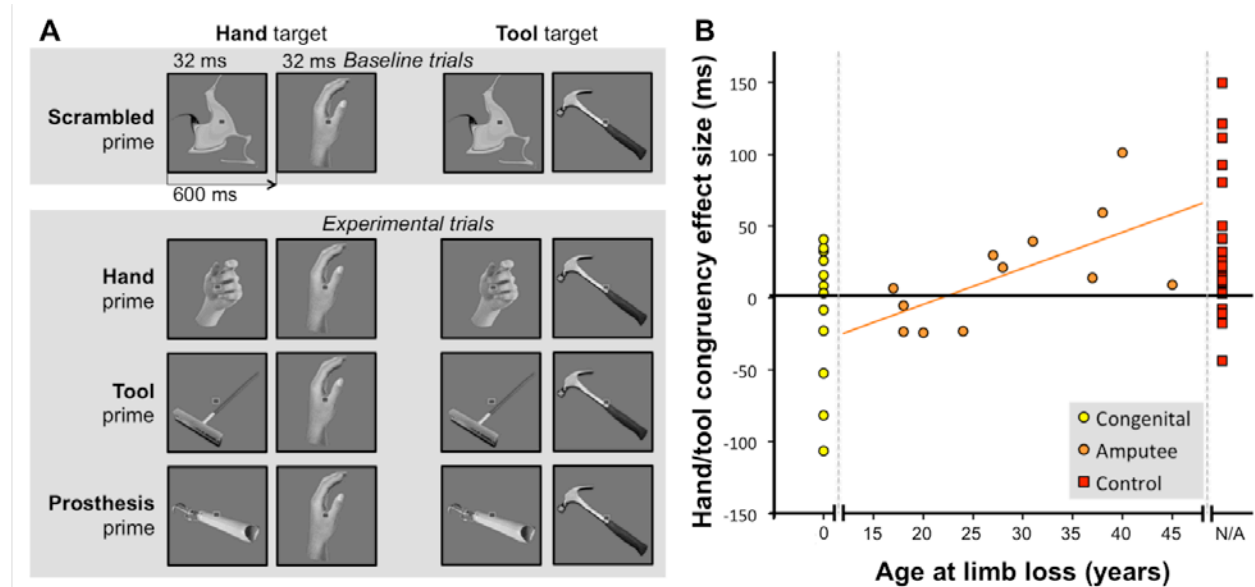 A
Hand target
Tool target
32 ms
32 ms Baseline trials
Scrambled
prime
600 ms
Experimental trials
Hand
prime
Tool
prime
Prosthesis
prime
B
Hand/tool congruency effect size (ms)
150
100
50
0
-50
-100
-150
Congenital
Amputee
Control
0
15
20
25
30
35
40
45
N/A
Age at limb loss (years)